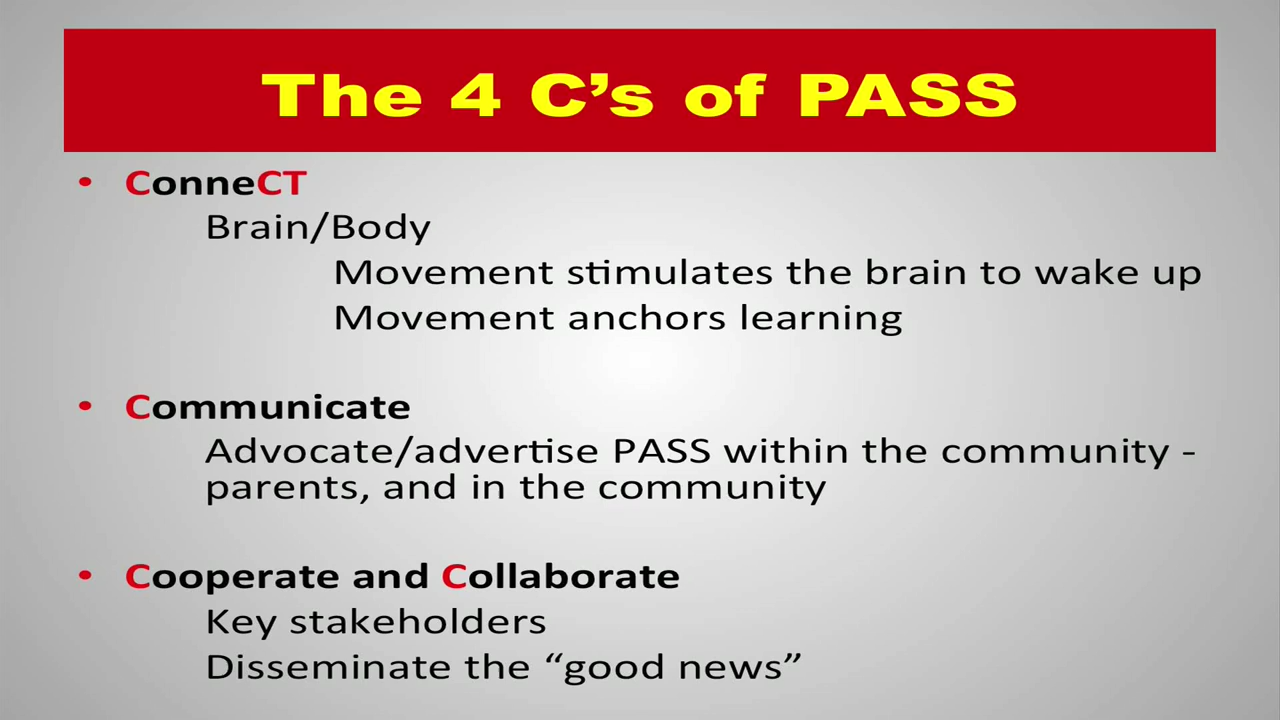 The 4 C’s of PASS
• ConneCT
Brain/Body
Movement stimulates the brain to wake up
Movement anchors learning
• Communicate
Advocate/advertise PASS within the community -
parents, and in the community
• Cooperate and Collaborate
Key stakeholders
Disseminate the “good news”